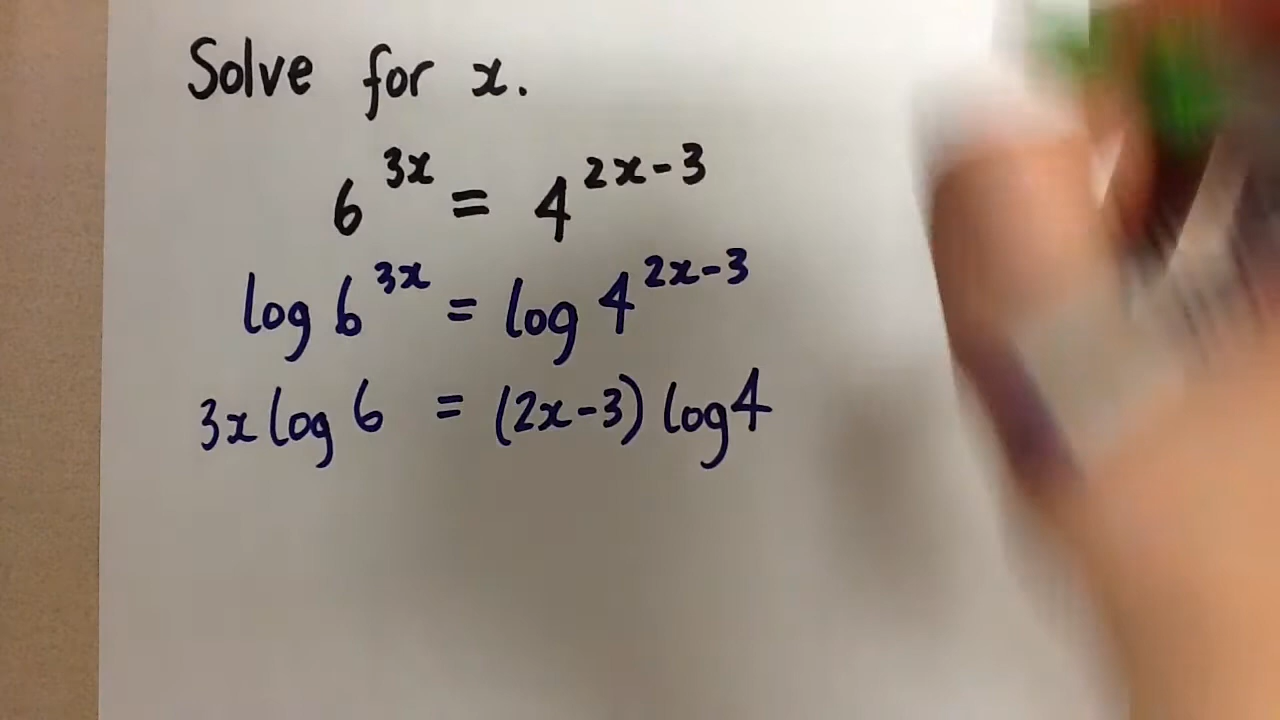 Solve for x.
6^{3x} = 4^{2x-3}
log 6^{3x} = log 4^{2x-3}
3x log 6 = (2x-3) log 4